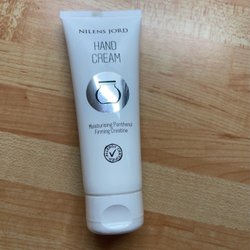 NILENS JORD
HAND
CREAM
Moisturising Panthenol
Firming Creatine